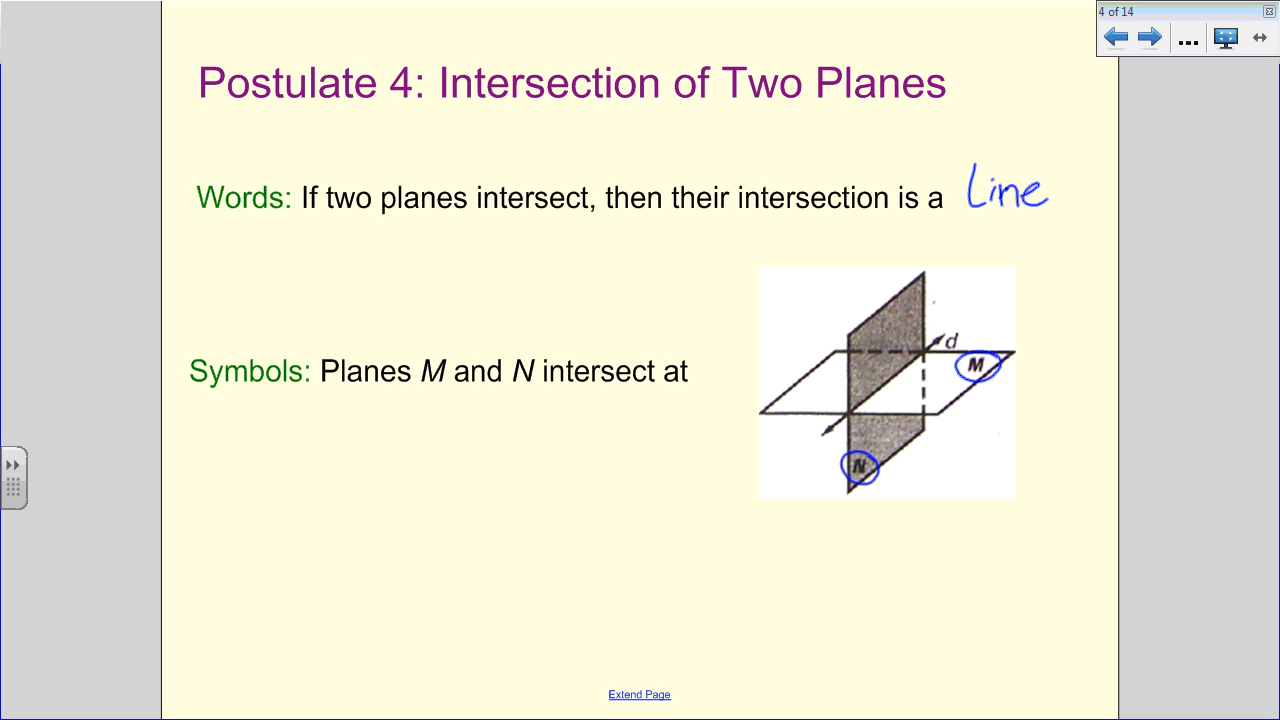 4 of 14
Postulate 4: Intersection of Two Planes
Words: If two planes intersect, then their intersection is a Line
Symbols: Planes M and N intersect at
d
M
N
Extend Page